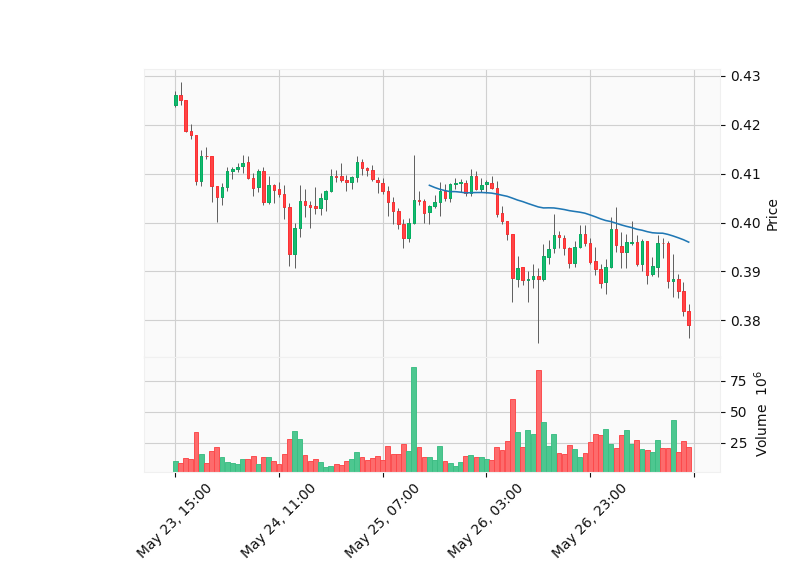 0.43
0.42
0.41
0.40
0.39
0.38
Price
75
50
25
Volume 10^6
May 23, 15:00
May 24, 11:00
May 25, 07:00
May 26, 03:00
May 26, 23:00